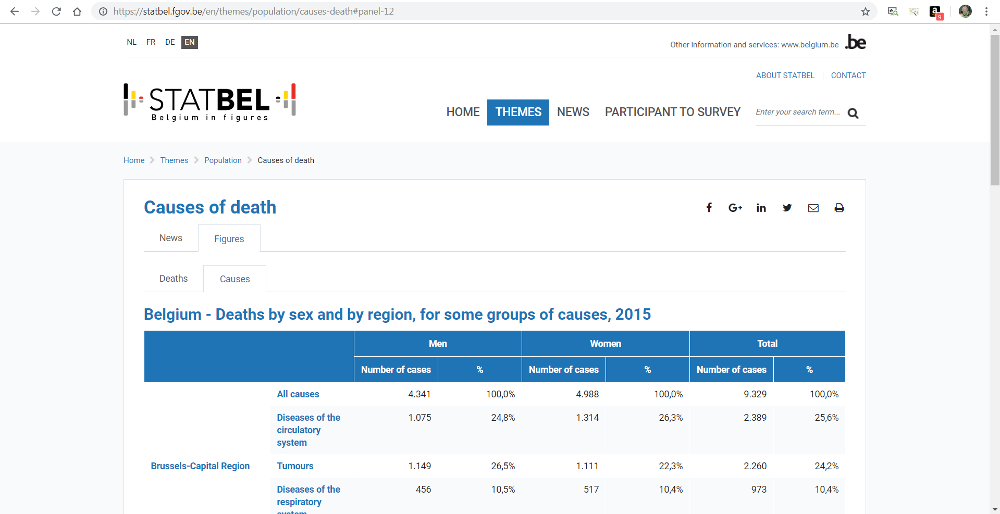 https://statbel.fgov.be/en/themes/population/causes-death#panel-12
9
NL FR DE EN
Other information and services: www.belgium.be .be
ABOUT STATBEL CONTACT
STATBEL
Belgium in figures
HOME THEMES NEWS PARTICIPANT TO SURVEY Enter your search term...
Home Themes Population Causes of death
Causes of death
News Figures
Deaths Causes
Belgium - Deaths by sex and by region, for some groups of causes, 2015
Men Women Total
Number of cases % Number of cases % Number of cases %
All causes 4.341 100,0% 4.988 100,0% 9.329 100,0%
Diseases of the 1.075 24,8% 1.314 26,3% 2.389 25,6%
circulatory
system
Brussels-Capital Region Tumours 1.149 26,5% 1.111 22,3% 2.260 24,2%
Diseases of the 456 10,5% 517 10,4% 973 10,4%
respiratory
system